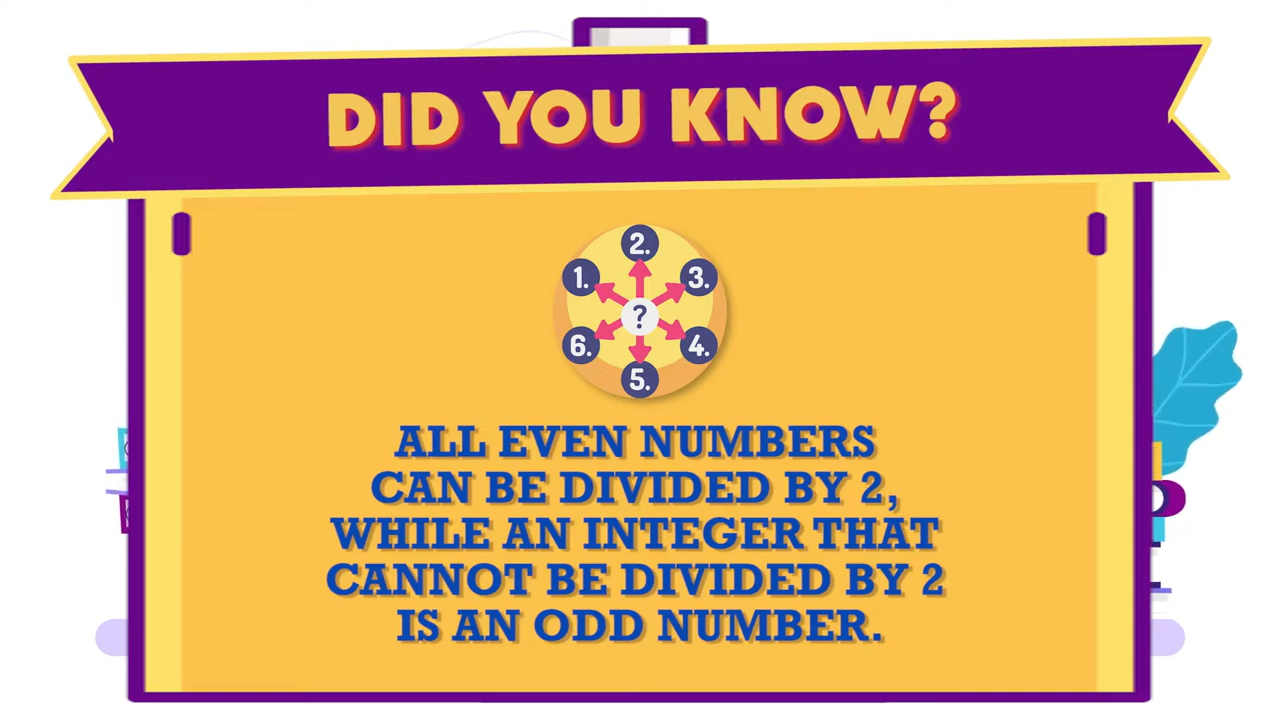 DID YOU KNOW?
2.
1.
3.
?
6.
4.
5.
ALL EVEN NUMBERS
CAN BE DIVIDED BY 2,
WHILE AN INTEGER THAT
CANNOT BE DIVIDED BY 2
IS AN ODD NUMBER.